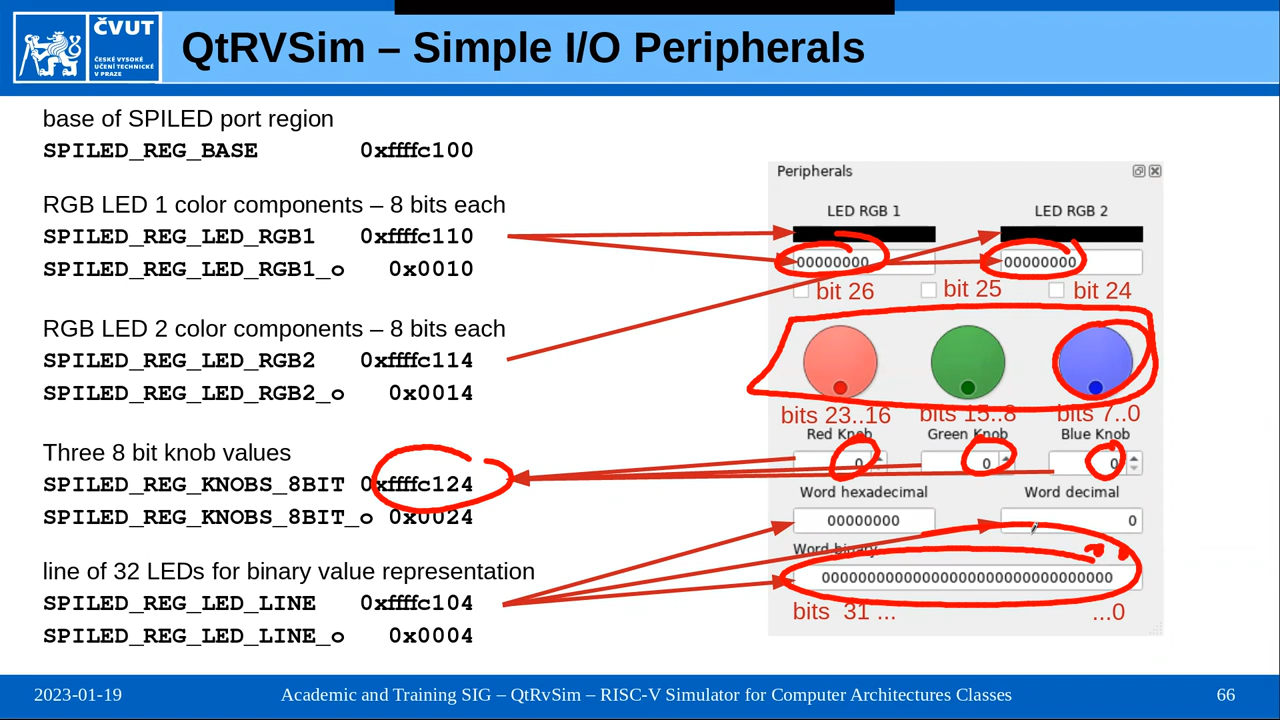 ČVUT
ČESKÉ VYSOKÉ
UČENÍ TECHNICKÉ
V PRAZE
QtRVSim – Simple I/O Peripherals
base of SPILED port region
SPILED_REG_BASE 0xffffc100
RGB LED 1 color components – 8 bits each
SPILED_REG_LED_RGB1 0xffffc110
SPILED_REG_LED_RGB1_o 0x0010
RGB LED 2 color components – 8 bits each
SPILED_REG_LED_RGB2 0xffffc114
SPILED_REG_LED_RGB2_o 0x0014
Three 8 bit knob values
SPILED_REG_KNOBS_8BIT 0xffffc124
SPILED_REG_KNOBS_8BIT_o 0x0024
line of 32 LEDs for binary value representation
SPILED_REG_LED_LINE 0xffffc104
SPILED_REG_LED_LINE_o 0x0004
Peripherals
LED RGB 1 LED RGB 2
00000000 00000000
bit 26 bit 25 bit 24
bits 23..16 bits 15..8 bits 7..0
Red Knob Green Knob Blue Knob
0 0 0
Word hexadecimal Word decimal
00000000 0
Word binary
00000000000000000000000000000000
bits 31 ... ...0
2023-01-19 Academic and Training SIG – QtRvSim – RISC-V Simulator for Computer Architectures Classes 66